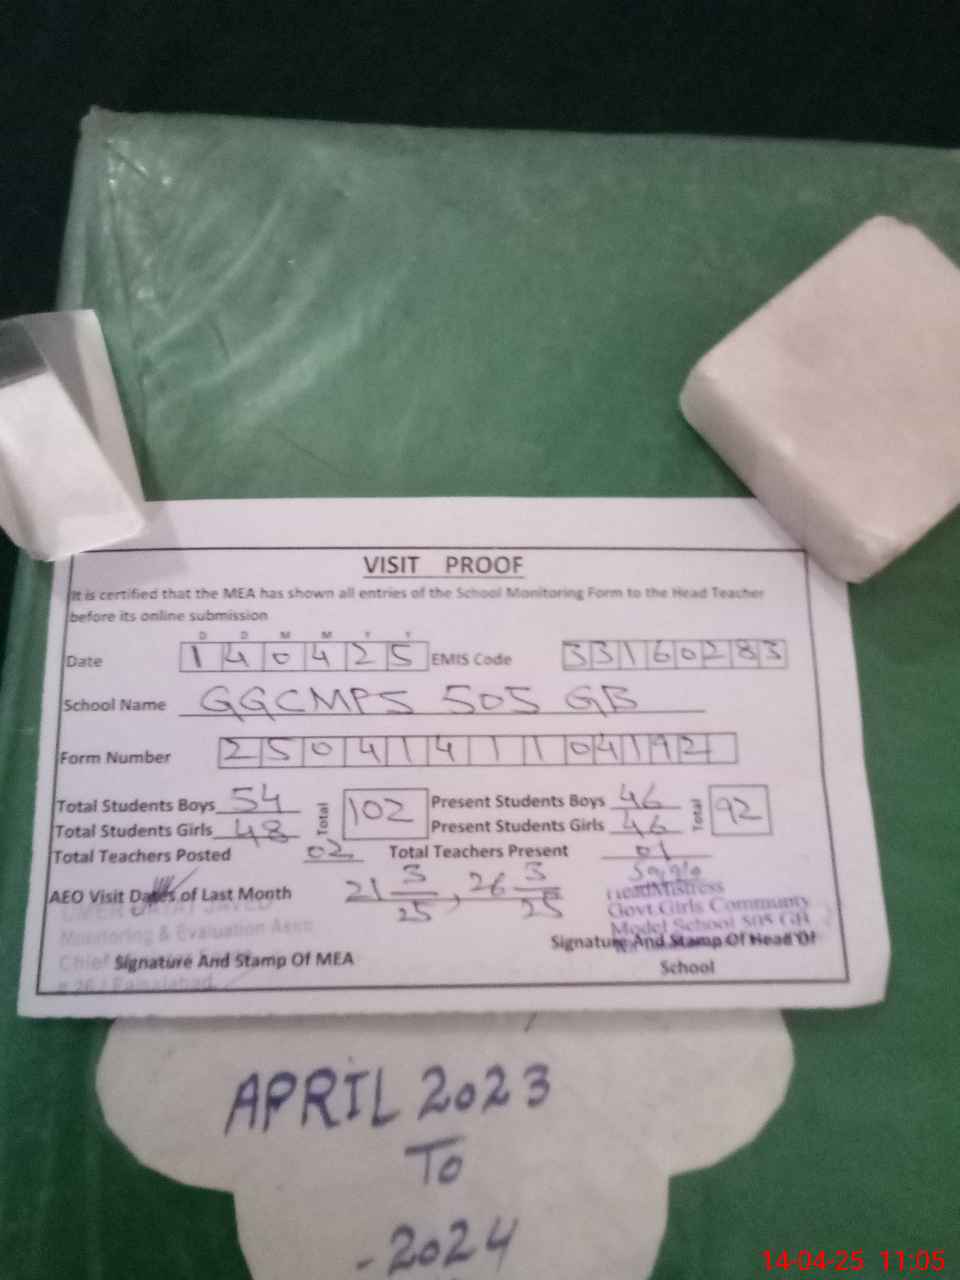 VISIT PROOF
It is certified that the MEA has shown all entries of the School Monitoring Form to the Head Teacher
before its online submission
D D M M Y Y
Date 1 4 0 4 2 5 EMIS Code 3 3 1 6 0 2 8 3
School Name GGCMPS 505 GB
Form Number 2 5 0 4 1 4 1 1 0 4 1 9 2
Total Students Boys 54 Total 102 Present Students Boys 46 Total 92
Total Students Girls 48 Present Students Girls 46
Total Teachers Posted 02 Total Teachers Present 01
AEO Visit Dates of Last Month 21 3/25, 26 3/25
HeadMistress
Govt Girls Community
Model School 505 GB
Monitoring & Evaluation Assn
Signature And Stamp Of Head Of
School
Chief Signature And Stamp Of MEA
APRIL 2023
To
-2024
14-04-25 11:05